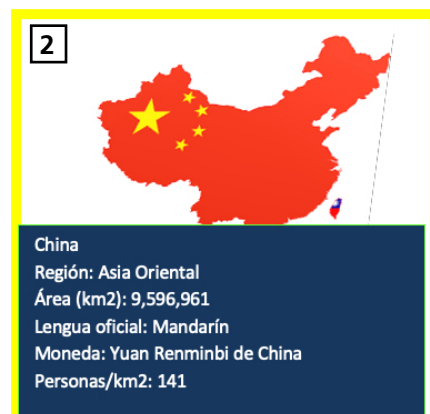 2
China
Región: Asia Oriental
Área (km2): 9,596,961
Lengua oficial: Mandarín
Moneda: Yuan Renminbi de China
Personas/km2: 141